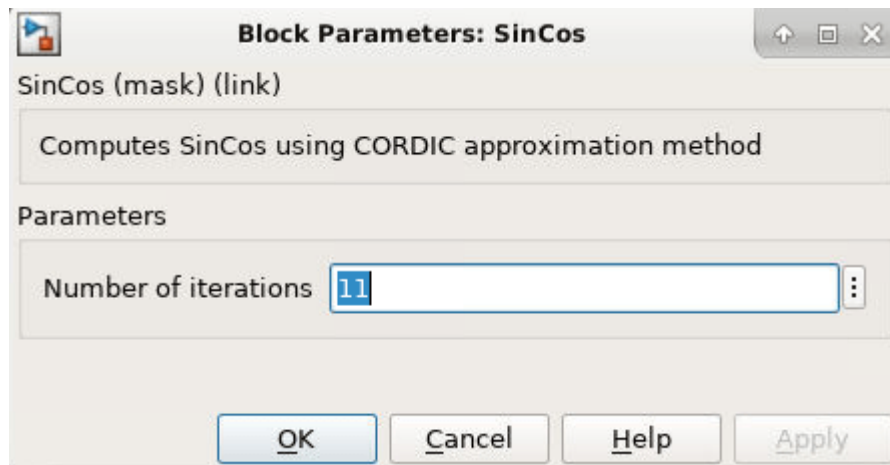 Block Parameters: SinCos
SinCos (mask) (link)
Computes SinCos using CORDIC approximation method
Parameters
Number of iterations 11
OK Cancel Help Apply